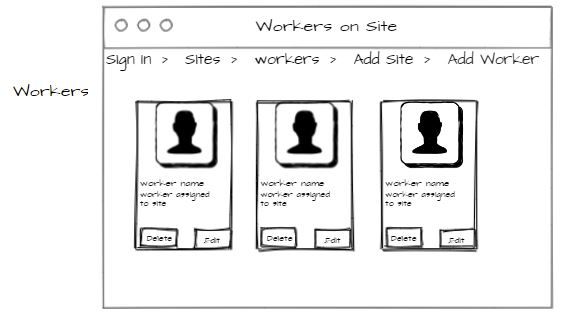 Workers on Site
Sign in > Sites > workers > Add Site > Add Worker
Workers
worker name
worker assigned
to site
Delete Edit
worker name
worker assigned
to site
Delete Edit
worker name
worker assigned
to site
Delete Edit